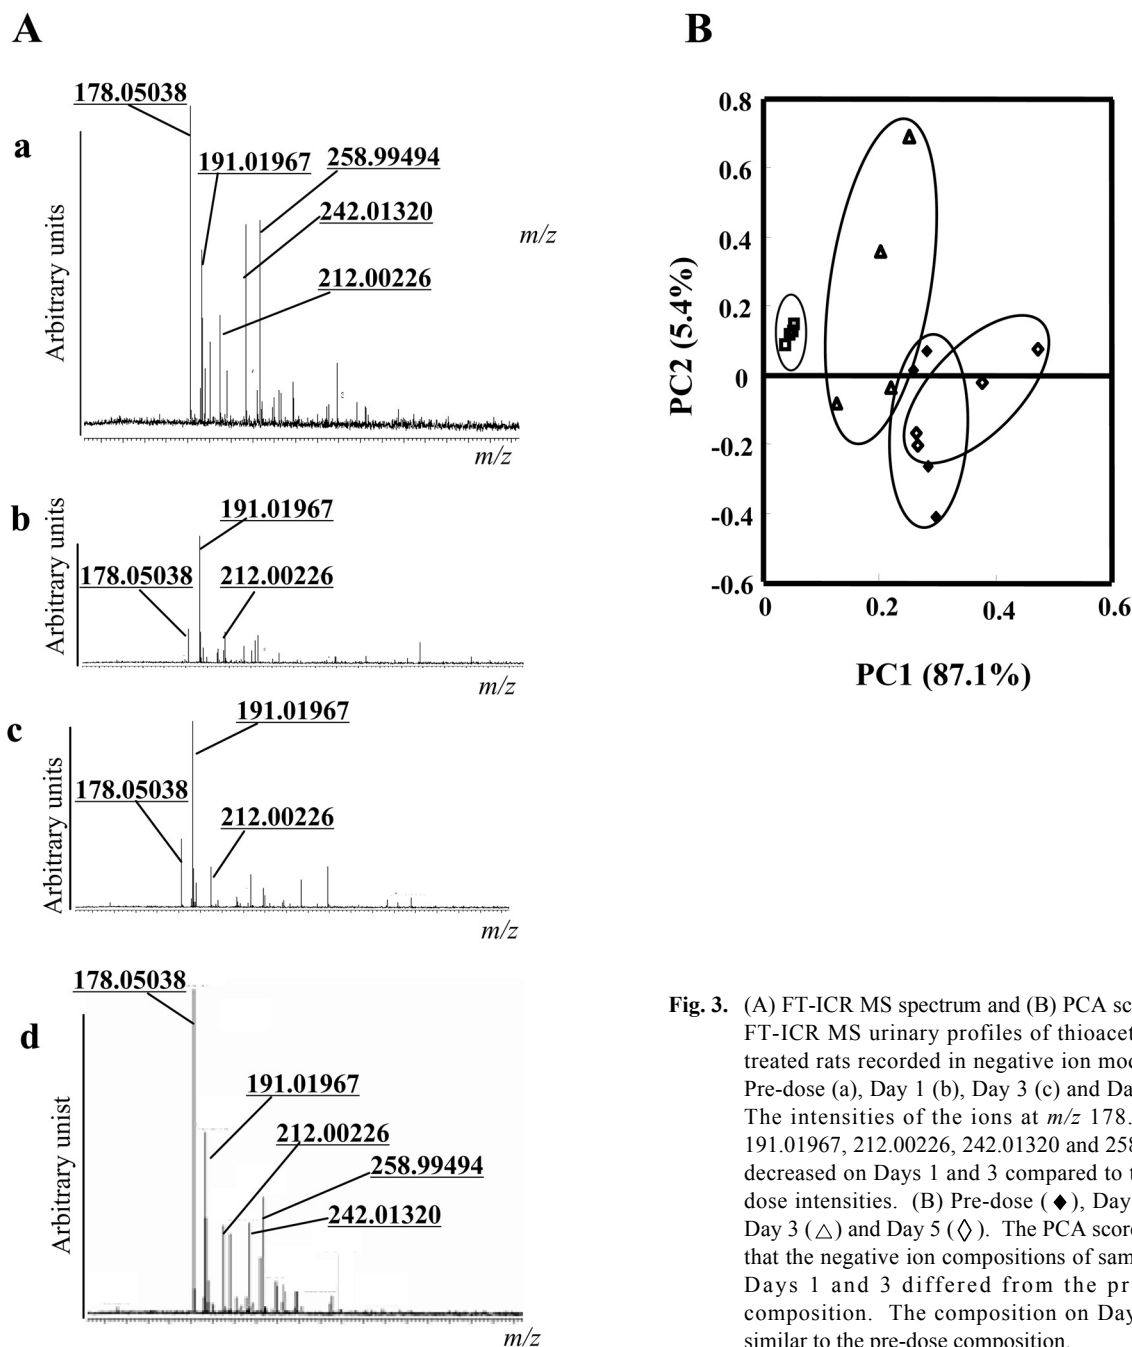 A
a
Arbitrary units
178.05038
191.01967
258.99494
242.01320
212.00226
m/z
m/z
b
Arbitrary units
191.01967
178.05038
212.00226
m/z
c
Arbitrary units
191.01967
178.05038
212.00226
m/z
d
Arbitrary unist
178.05038
191.01967
212.00226
258.99494
242.01320
m/z
B
PC2 (5.4%)
0.8
0.6
0.4
0.2
0
-0.2
-0.4
-0.6
0 0.2 0.4 0.6
PC1 (87.1%)
Fig. 3. (A) FT-ICR MS spectrum and (B) PCA
FT-ICR MS urinary profiles of
treated rats recorded in negative ion
Pre-dose (a), Day 1 (b), Day 3 (c) and
The intensities of the ions at m/z 178.
191.01967, 212.00226, 242.01320 and 258
decreased on Days 1 and 3 compared to
dose intensities. (B) Pre-dose (◆), Day
Day 3 (△) and Day 5 (◇). The PCA score
that the negative ion compositions of
Days 1 and 3 differed from the
composition. The composition on Day
similar to the pre-dose composition.